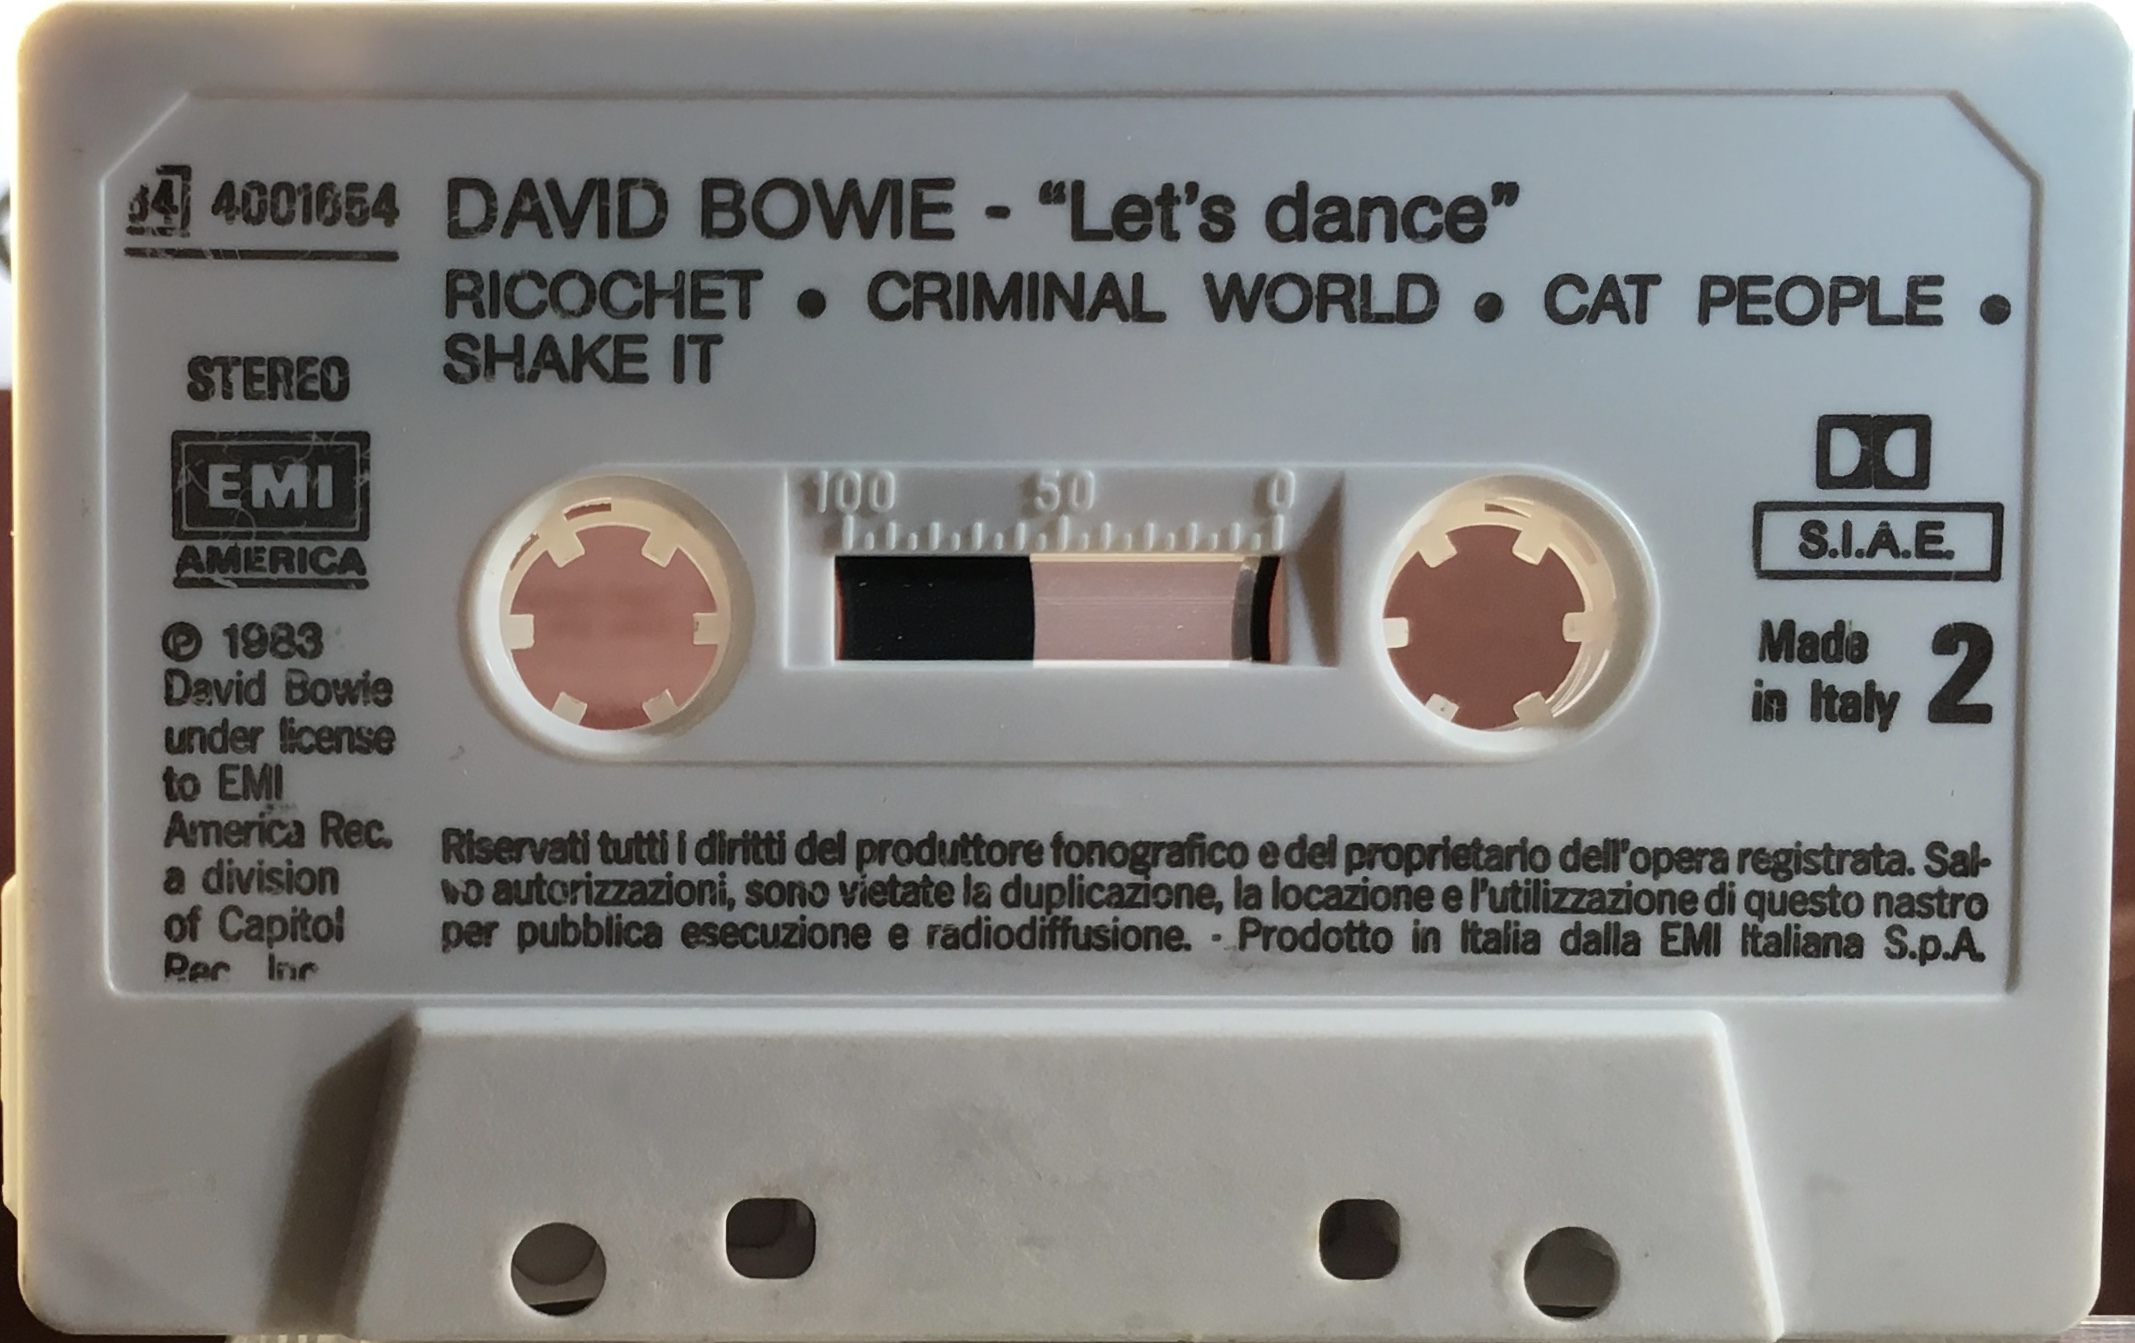 64 4001654
DAVID BOWIE - “Let’s dance”
RICOCHET • CRIMINAL WORLD • CAT PEOPLE •
SHAKE IT
STEREO
EMI
AMERICA
100 50 0
S.I.A.E.
Made
in Italy
2
℗ 1983
David Bowie
under license
to EMI
America Rec.
a division
of Capitol
Rec. Inc.
Riservati tutti i diritti del produttore fonografico e del proprietario dell’opera registrata. Sal-
vo autorizzazioni, sono vietate la duplicazione, la locazione e l’utilizzazione di questo nastro
per pubblica esecuzione e radiodiffusione. - Prodotto in Italia dalla EMI Italiana S.p.A.